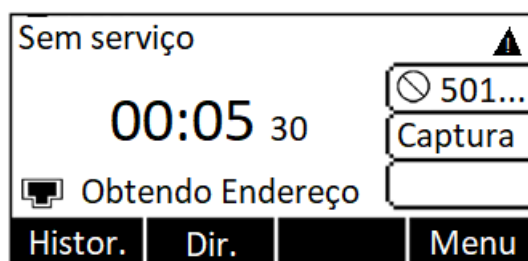 Sem serviço
501...
00:05 30
Captura
Obtendo Endereço
Histor. Dir. Menu